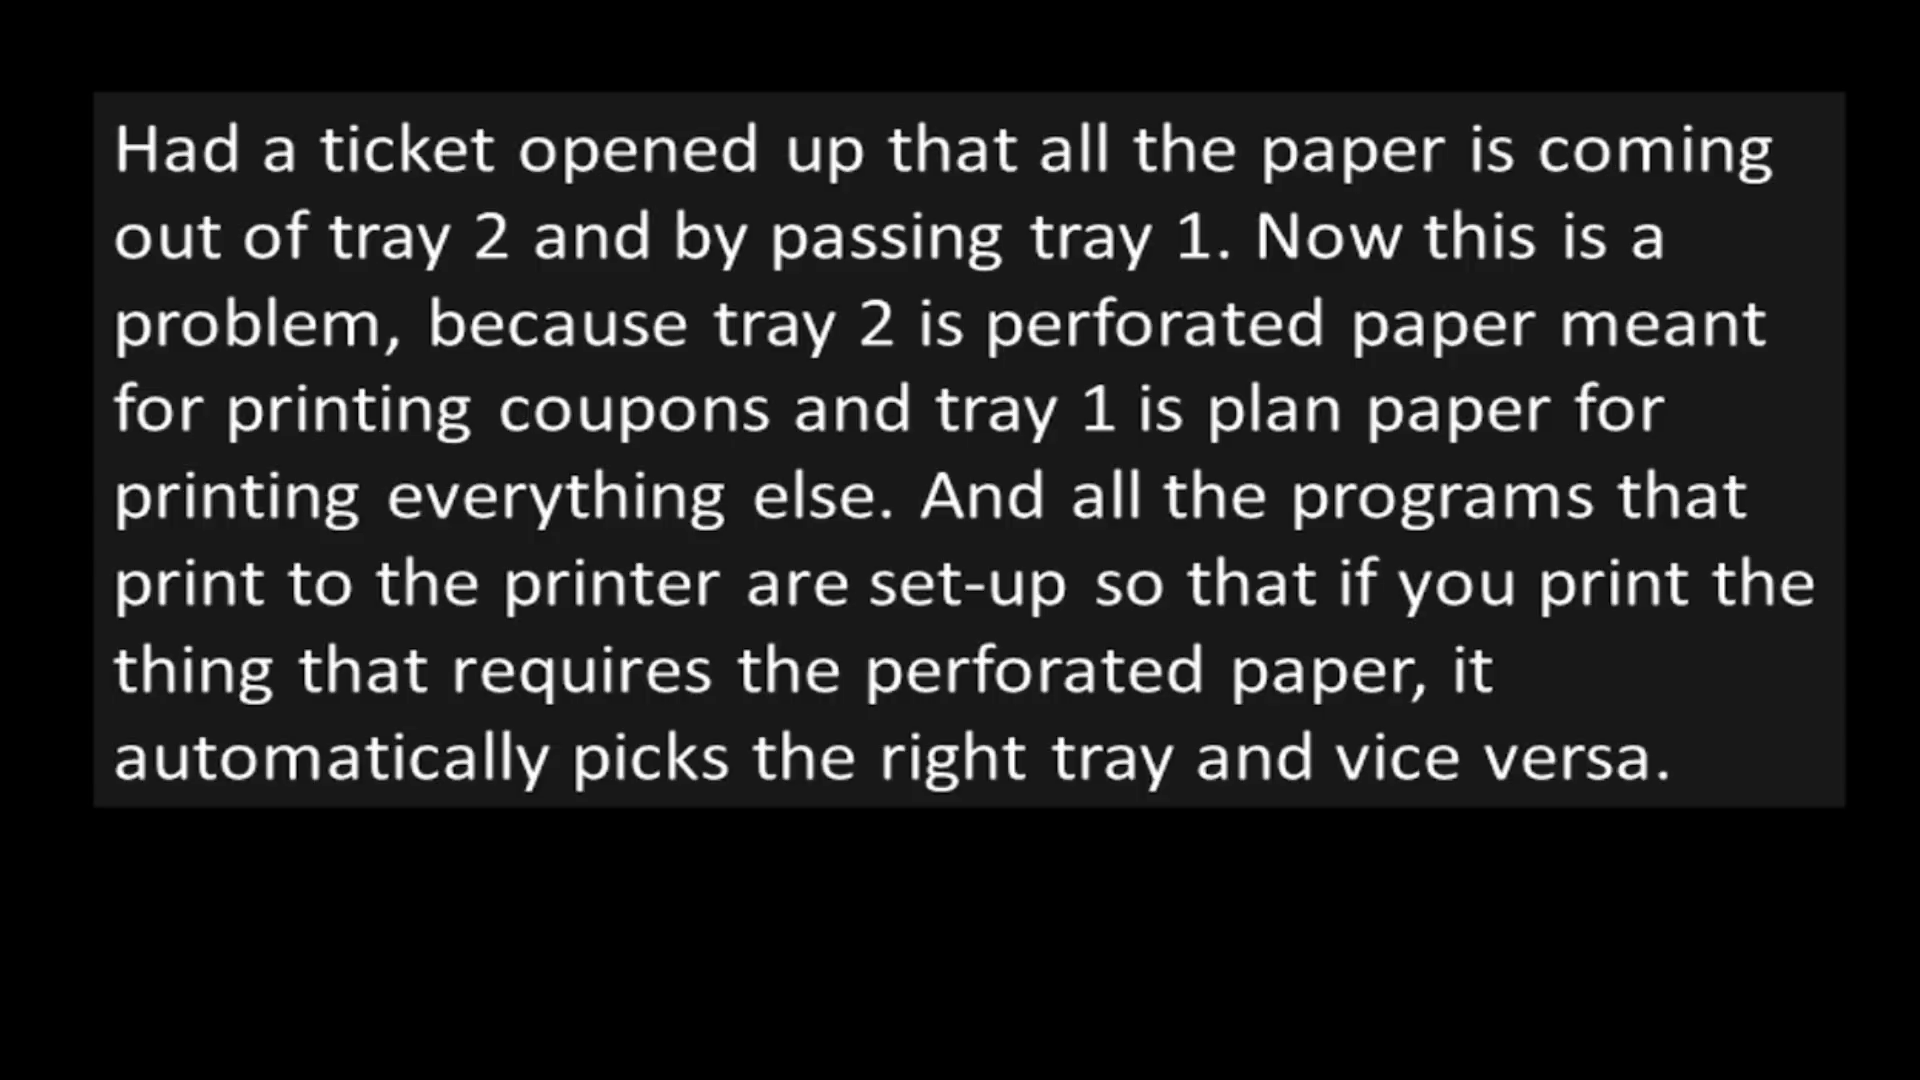 Had a ticket opened up that all the paper is coming
out of tray 2 and by passing tray 1. Now this is a
problem, because tray 2 is perforated paper meant
for printing coupons and tray 1 is plan paper for
printing everything else. And all the programs that
print to the printer are set-up so that if you print the
thing that requires the perforated paper, it
automatically picks the right tray and vice versa.